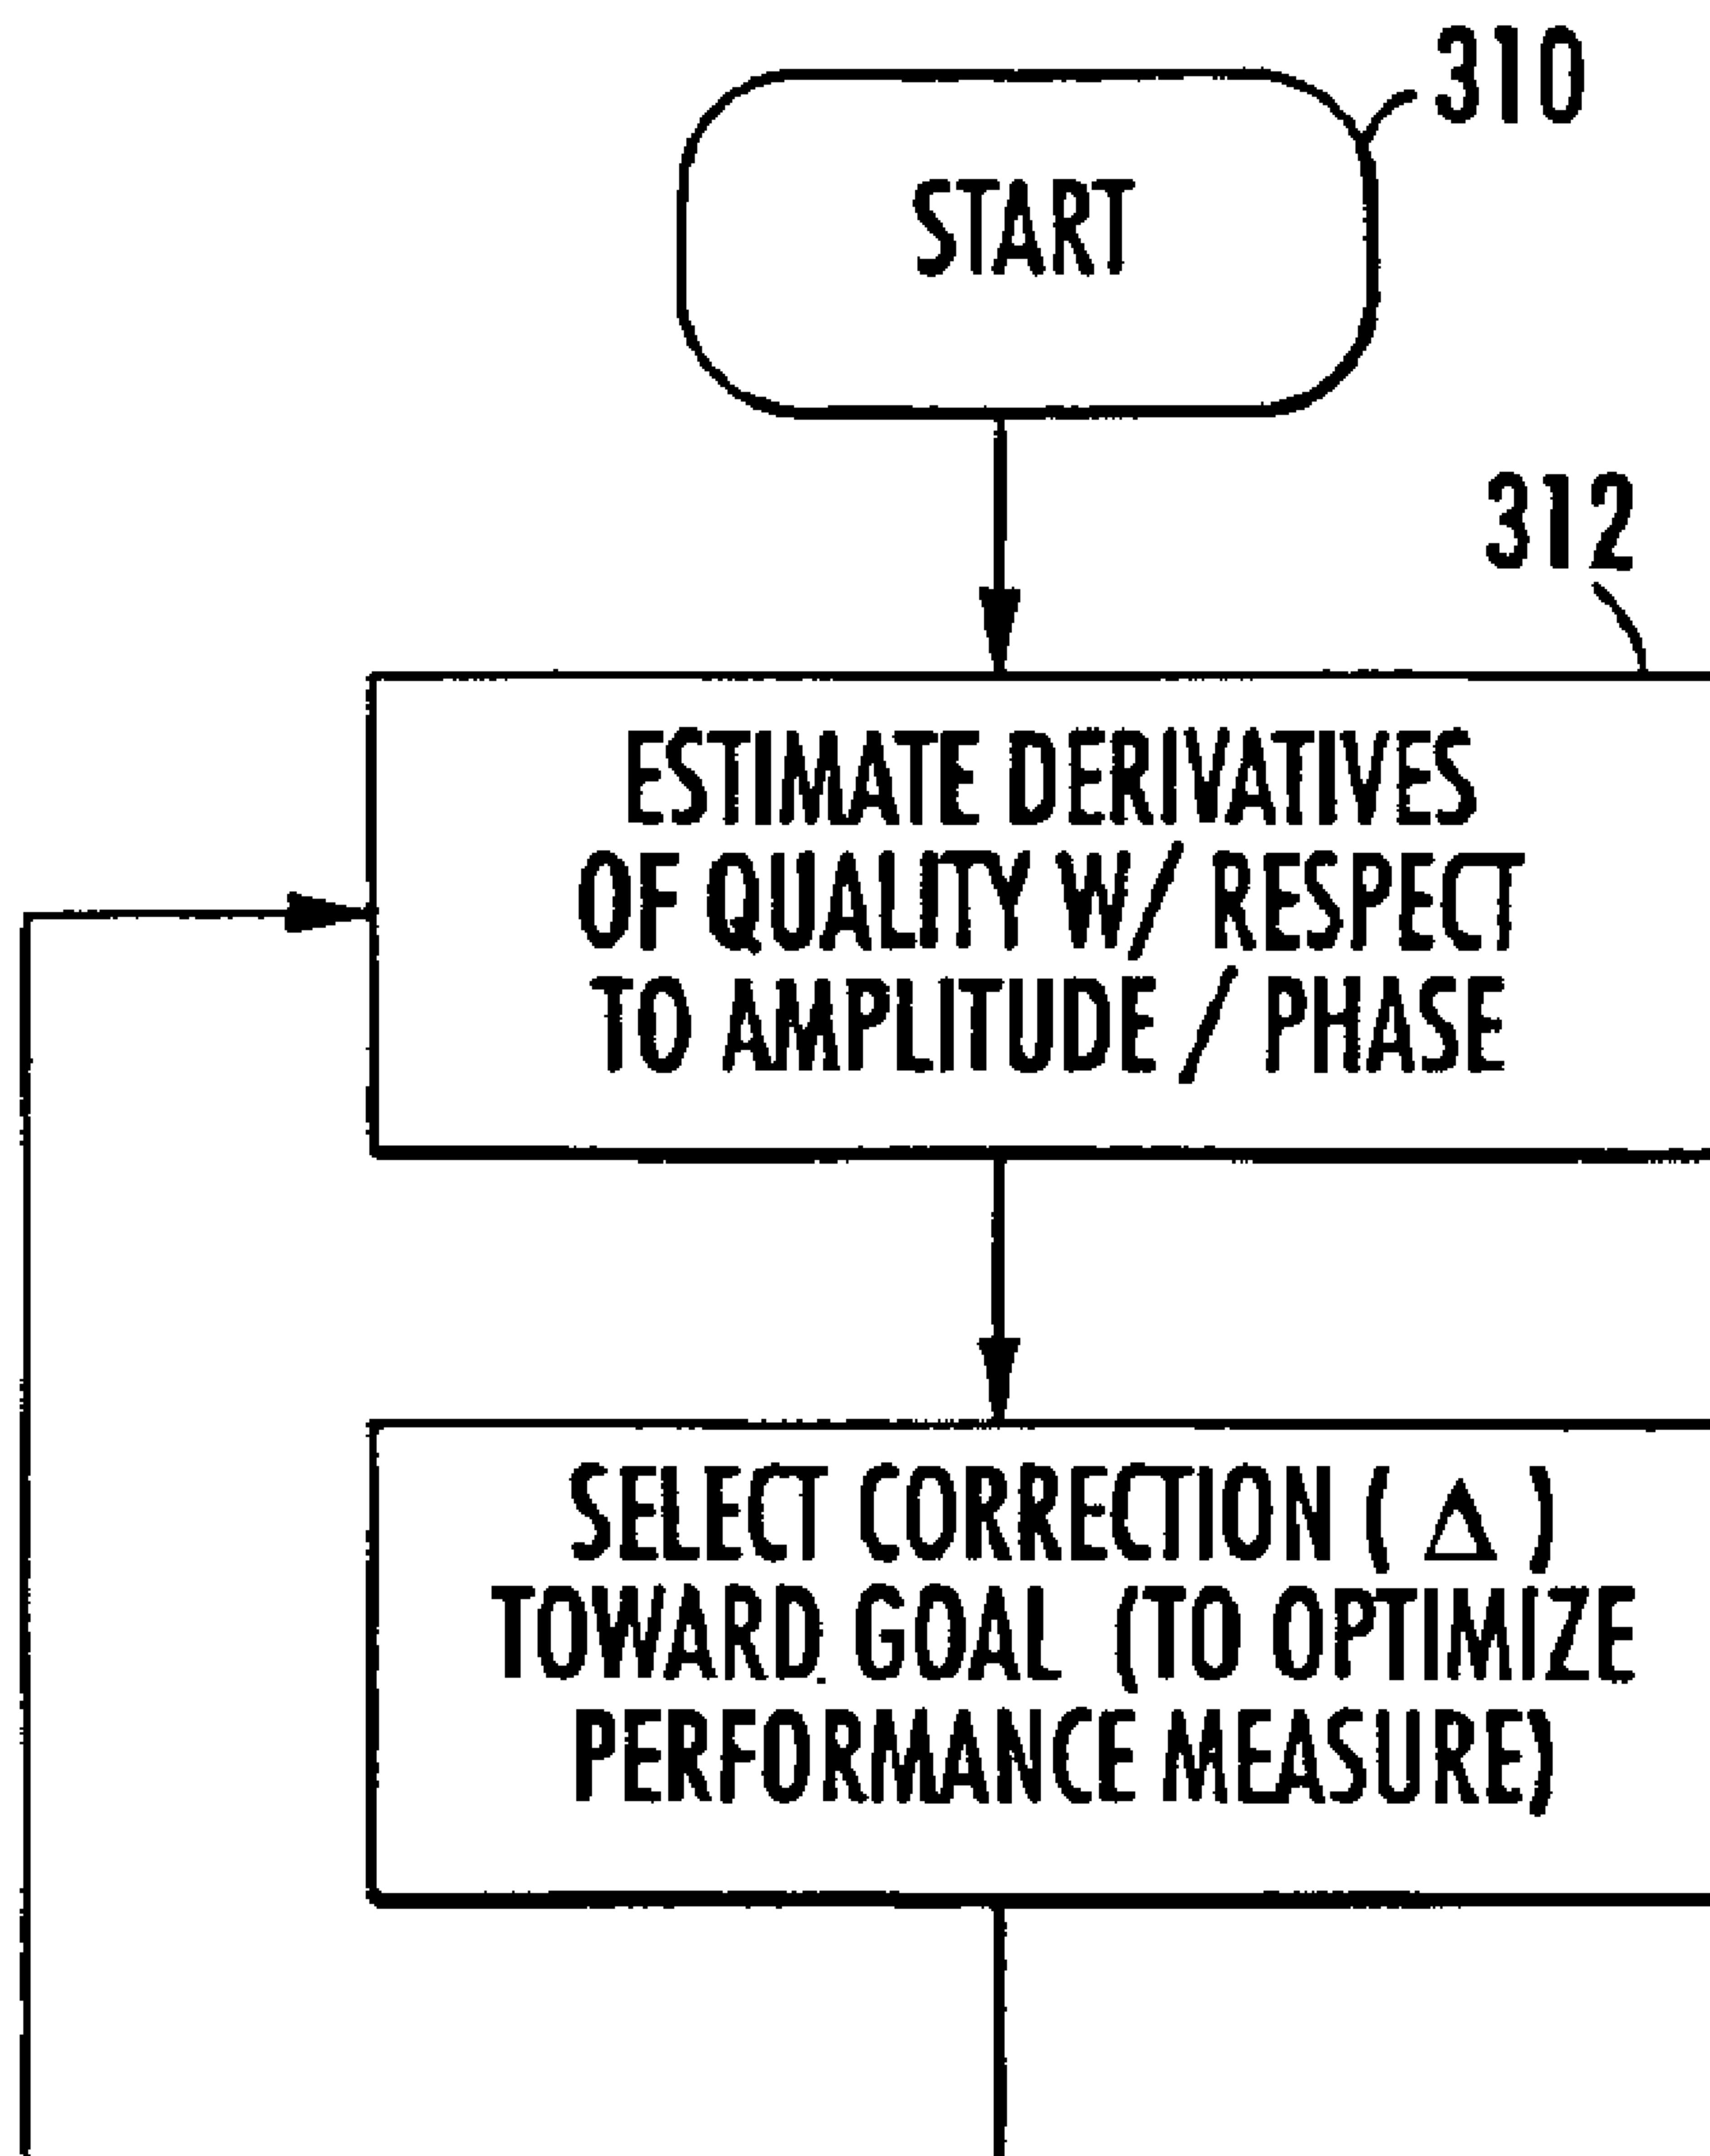 310
START
312
ESTIMATE DERIVATIVES
OF QUALITY W/ RESPECT
TO AMPLITUDE / PHASE
SELECT CORRECTION ( Δ )
TOWARD GOAL (TO OPTIMIZE
PERFORMANCE MEASURE)